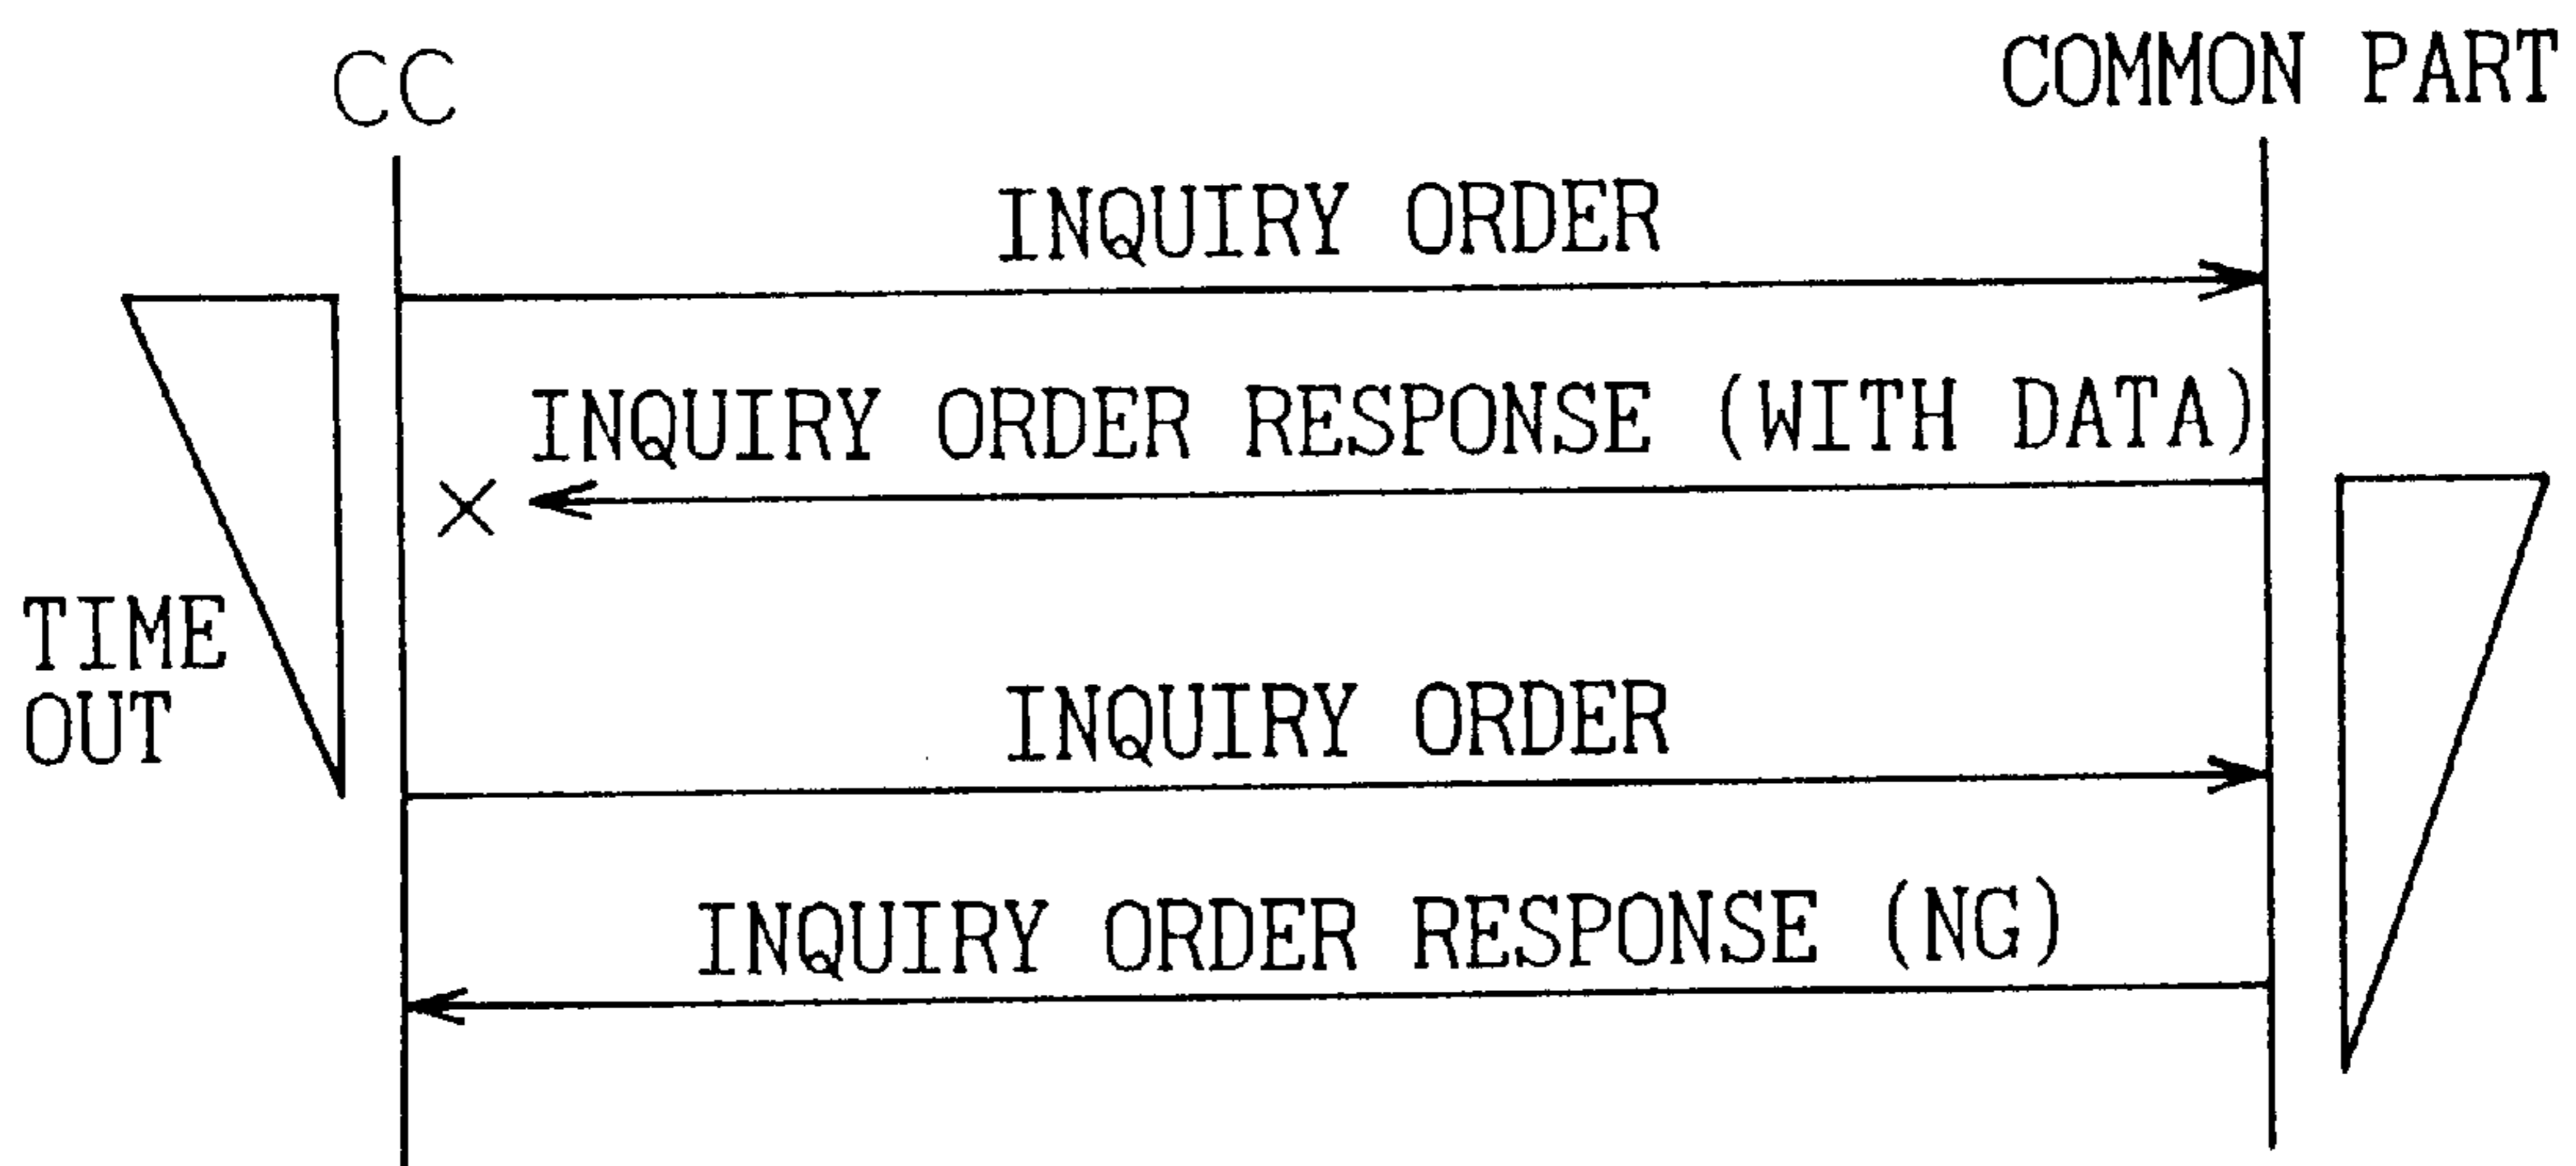 CC
COMMON PART
INQUIRY ORDER
INQUIRY ORDER RESPONSE (WITH DATA)
TIME
OUT
INQUIRY ORDER
INQUIRY ORDER RESPONSE (NG)